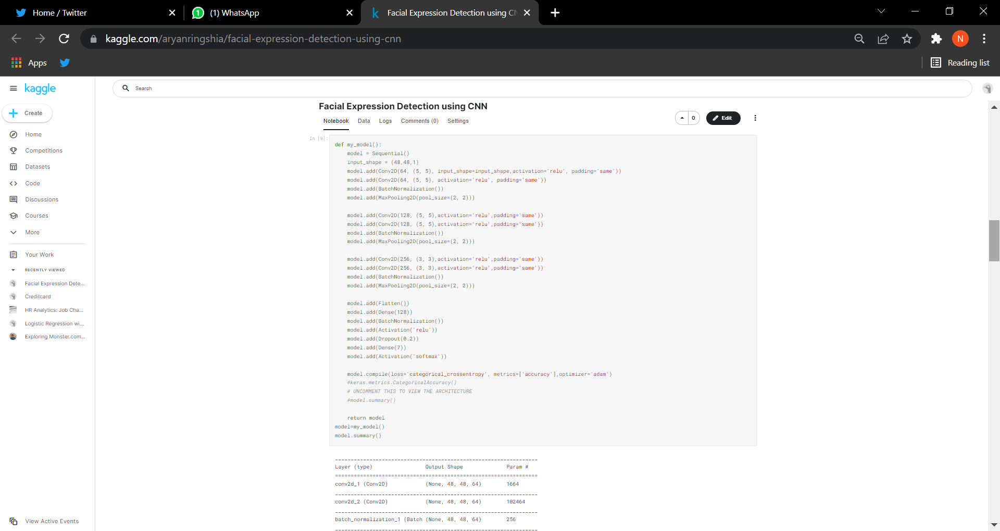 Home / Twitter
(1) WhatsApp
Facial Expression Detection using CN
kaggle.com/aryanringshia/facial-expression-detection-using-cnn
N
Apps
Reading list
kaggle
Search
Create
Home
Competitions
Datasets
Code
Discussions
Courses
More
Your Work
RECENTLY VIEWED
Facial Expression Dete...
Creditcard
HR Analytics: Job Cha...
Logistic Regression wi...
Exploring Monster.com...
View Active Events
Facial Expression Detection using CNN
Notebook Data Logs Comments (0) Settings
0
Edit
In [9]:
def my_model():
    model = Sequential()
    input_shape = (48,48,1)
    model.add(Conv2D(64, (5, 5), input_shape=input_shape,activation='relu', padding='same'))
    model.add(Conv2D(64, (5, 5), activation='relu', padding='same'))
    model.add(BatchNormalization())
    model.add(MaxPooling2D(pool_size=(2, 2)))
    model.add(Conv2D(128, (5, 5),activation='relu',padding='same'))
    model.add(Conv2D(128, (5, 5),activation='relu',padding='same'))
    model.add(BatchNormalization())
    model.add(MaxPooling2D(pool_size=(2, 2)))
    model.add(Conv2D(256, (3, 3),activation='relu',padding='same'))
    model.add(Conv2D(256, (3, 3),activation='relu',padding='same'))
    model.add(BatchNormalization())
    model.add(MaxPooling2D(pool_size=(2, 2)))
    model.add(Flatten())
    model.add(Dense(128))
    model.add(BatchNormalization())
    model.add(Activation('relu'))
    model.add(Dropout(0.2))
    model.add(Dense(7))
    model.add(Activation('softmax'))
    model.compile(loss='categorical_crossentropy', metrics=['accuracy'],optimizer='adam')
    #keras.metrics.CategoricalAccuracy()
    # UNCOMMENT THIS TO VIEW THE ARCHITECTURE
    #model.summary()
    return model
model=my_model()
model.summary()
Layer (type) Output Shape Param #
conv2d_1 (Conv2D) (None, 48, 48, 64) 1664
conv2d_2 (Conv2D) (None, 48, 48, 64) 102464
batch_normalization_1 (Batch (None, 48, 48, 64) 256